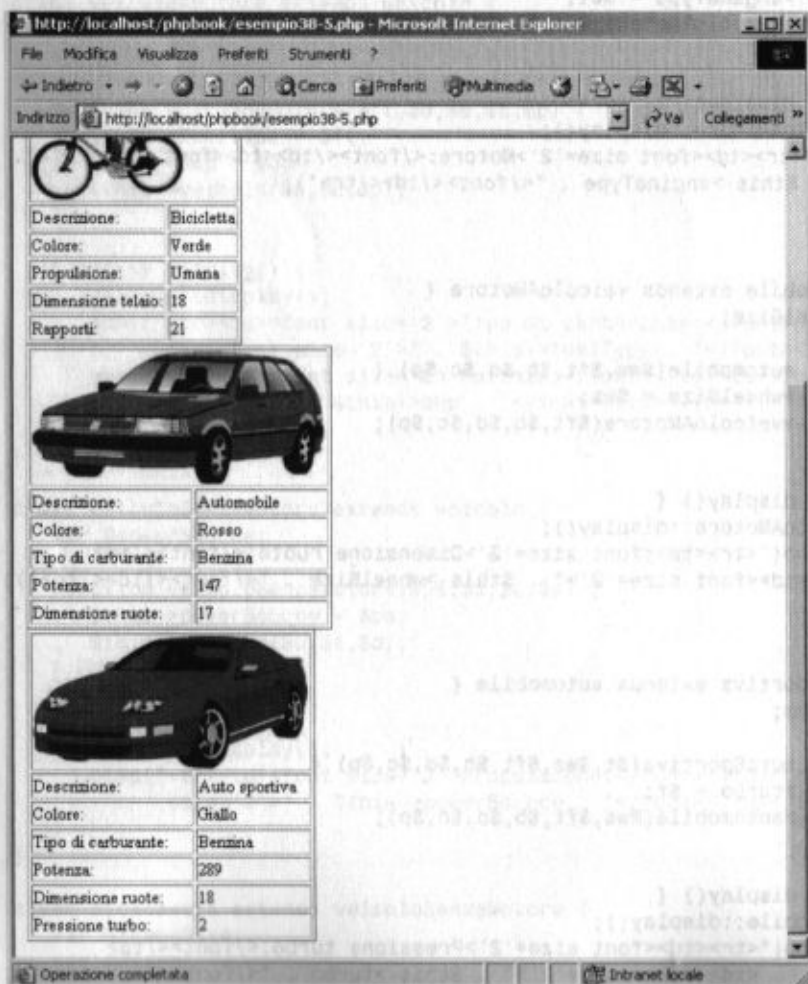 http://localhost/phpbook/esempio38-5.php - Microsoft Internet Explorer
File Modifica Visualizza Preferiti Strumenti ?
Indietro Cerca Preferiti Multimedia
Indirizzo http://localhost/phpbook/esempio38-5.php Vai Collegamenti »
Descrizione: Bicicletta
Colore: Verde
Propulsione: Umana
Dimensione telaio: 18
Rapporti: 21
Descrizione: Automobile
Colore: Rosso
Tipo di carburante: Benzina
Potenza: 147
Dimensione ruote: 17
Descrizione: Auto sportiva
Colore: Giallo
Tipo di carburante: Benzina
Potenza: 289
Dimensione ruote: 18
Pressione turbo: 2
Operazione completata Intranet locale